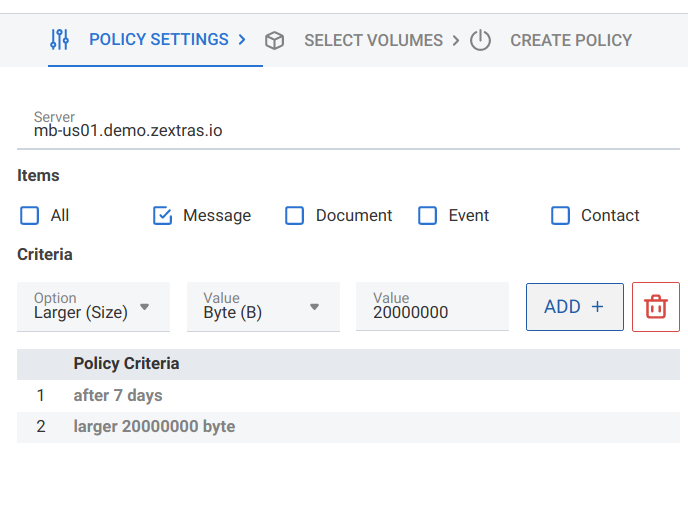 POLICY SETTINGS > SELECT VOLUMES > CREATE POLICY
Server
mb-us01.demo.zextras.io
Items
All Message Document Event Contact
Criteria
Option Value Value
Larger (Size) Byte (B) 20000000 ADD +
Policy Criteria
1 after 7 days
2 larger 20000000 byte